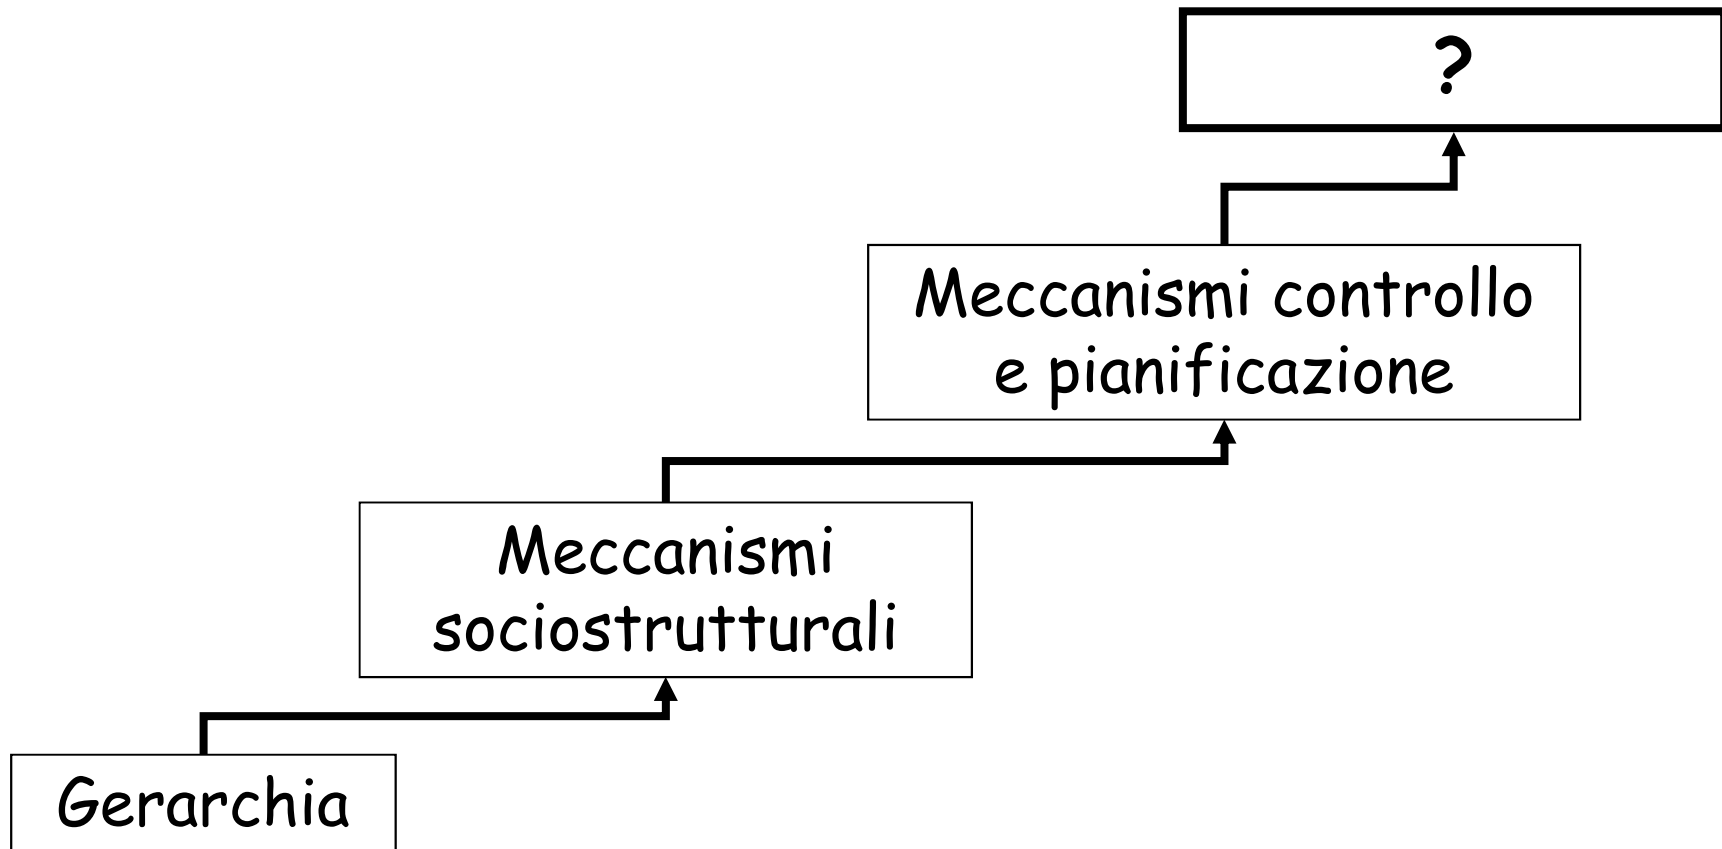 ?
Meccanismi controllo
e pianificazione
Meccanismi
sociostrutturali
Gerarchia